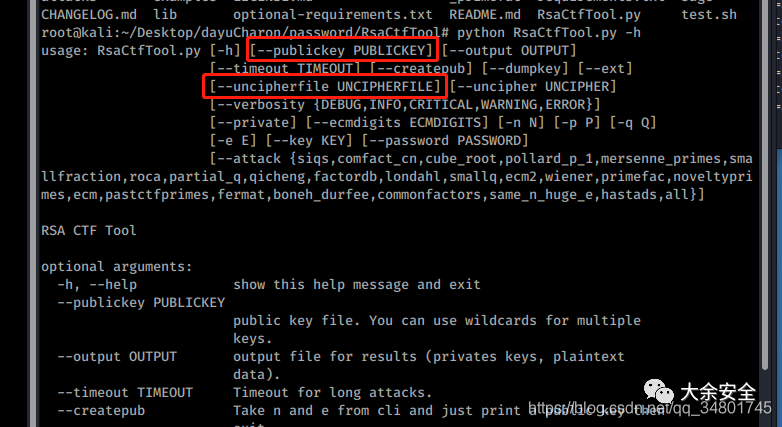 CHANGELOG.md  lib        optional-requirements.txt  README.md  RsaCtfTool.py      test.sh
root@kali:~/Desktop/dayuCharon/password/RsaCtfTool# python RsaCtfTool.py -h
usage: RsaCtfTool.py [-h] [--publickey PUBLICKEY] [--output OUTPUT]
[--timeout TIMEOUT] [--createpub] [--dumpkey] [--ext]
[--uncipherfile UNCIPHERFILE] [--uncipher UNCIPHER]
[--verbosity {DEBUG,INFO,CRITICAL,WARNING,ERROR}]
[--private] [--ecmdigits ECMDIGITS] [-n N] [-p P] [-q Q]
[-e E] [--key KEY] [--password PASSWORD]
[--attack {siqs,comfact_cn,cube_root,pollard_p_1,mersenne_primes,sma
llfraction,roca,partial_q,qicheng,factordb,londahl,smallq,ecm2,wiener,primefac,noveltypri
mes,ecm,pastctfprimes,fermat,boneh_durfee,commonfactors,same_n_huge_e,hastads,all}]
RSA CTF Tool
optional arguments:
-h, --help            show this help message and exit
--publickey PUBLICKEY
public key file. You can use wildcards for multiple
keys.
--output OUTPUT       output file for results (privates keys, plaintext
data).
--timeout TIMEOUT     Timeout for long attacks.
--createpub           Take n and e from cli and just print a public key then
大余安全
https://blog.csdn.net/qq_34801745